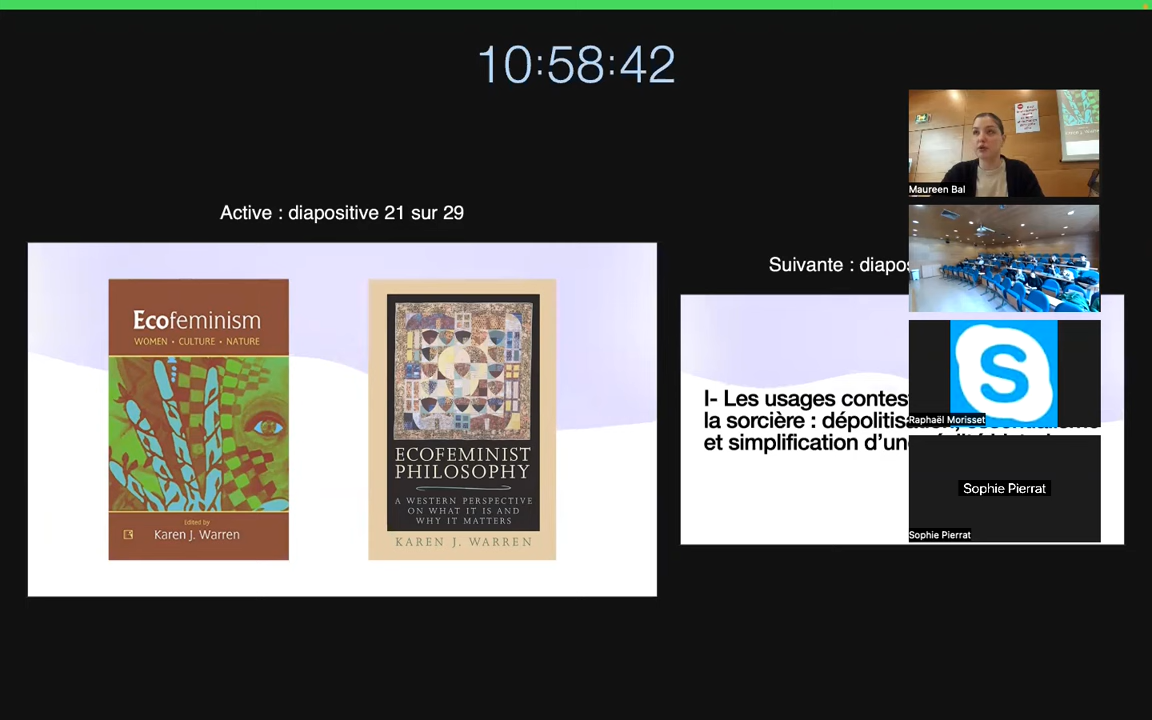 10:58:42
Active : diapositive 21 sur 29
Ecofeminism
WOMEN • CULTURE • NATURE
Edited by
Karen J. Warren
ECOFEMINIST
PHILOSOPHY
A WESTERN PERSPECTIVE
ON WHAT IT IS AND
WHY IT MATTERS
KAREN J. WARREN
Suivante : diapos
I- Les usages contes
la sorcière : dépolitis
et simplification d'un
Maureen Bal
S
Raphaël Morisset
Sophie Pierrat
Sophie Pierrat